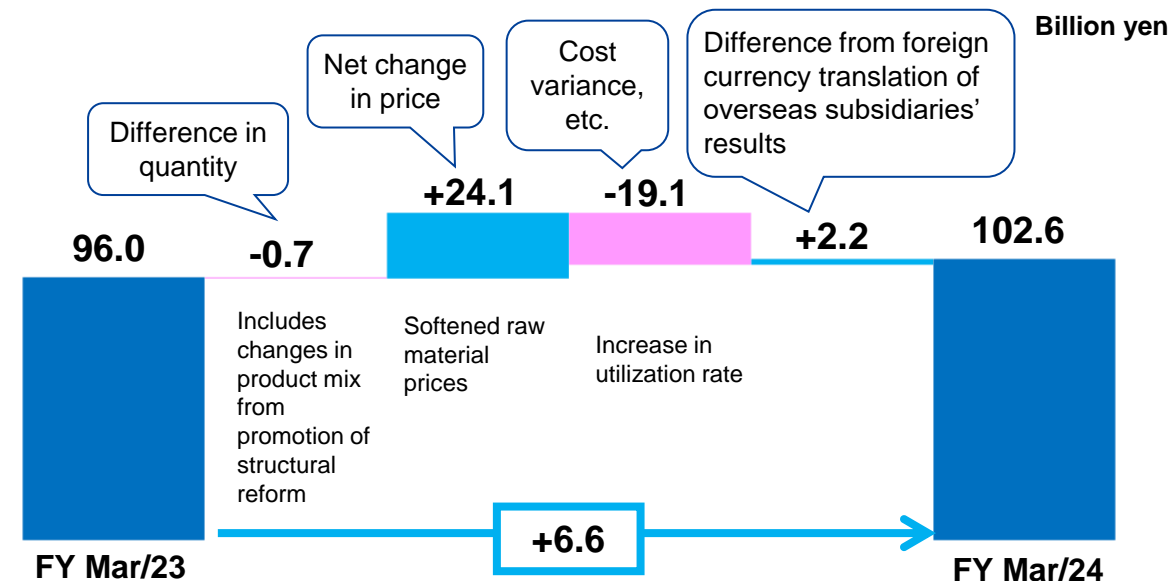 Billion yen
Difference in
quantity
Net change
in price
Cost
variance,
etc.
Difference from foreign
currency translation of
overseas subsidiaries’
results
96.0
-0.7
+24.1
-19.1
+2.2
102.6
Includes
changes in
product mix
from
promotion of
structural
reform
Softened raw
material
prices
Increase in
utilization rate
+6.6
FY Mar/23
FY Mar/24